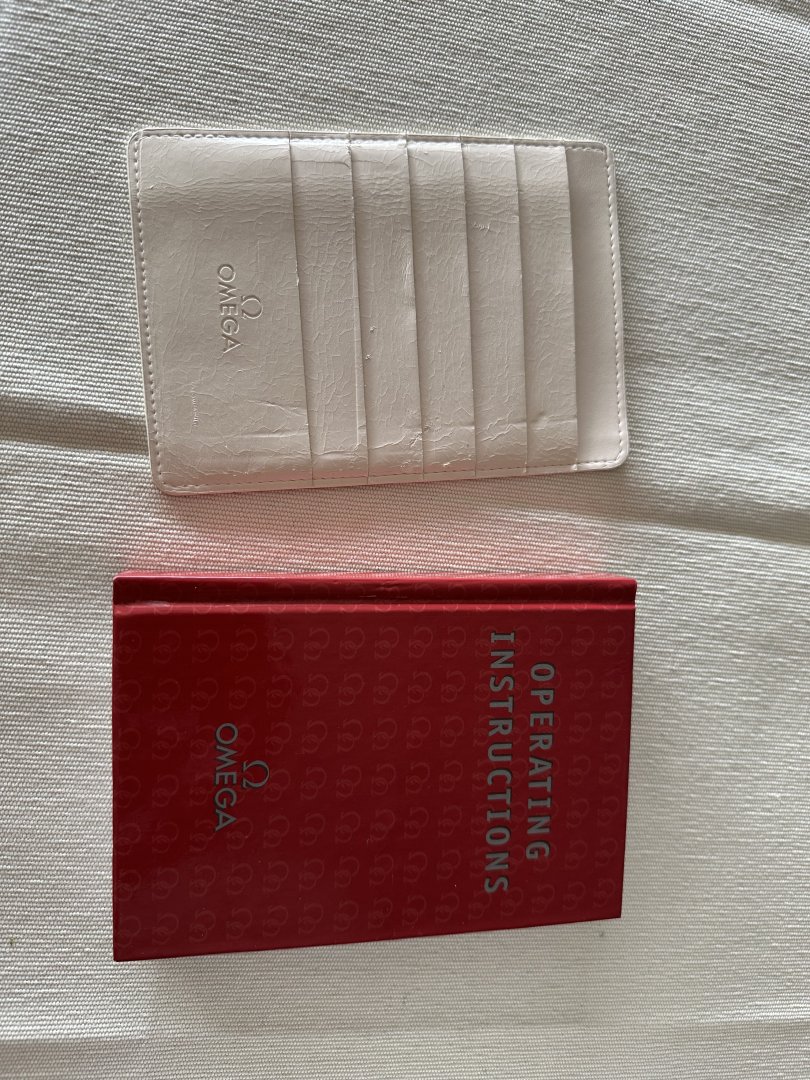 Ω
OMEGA
OPERATING
INSTRUCTIONS
Ω
OMEGA